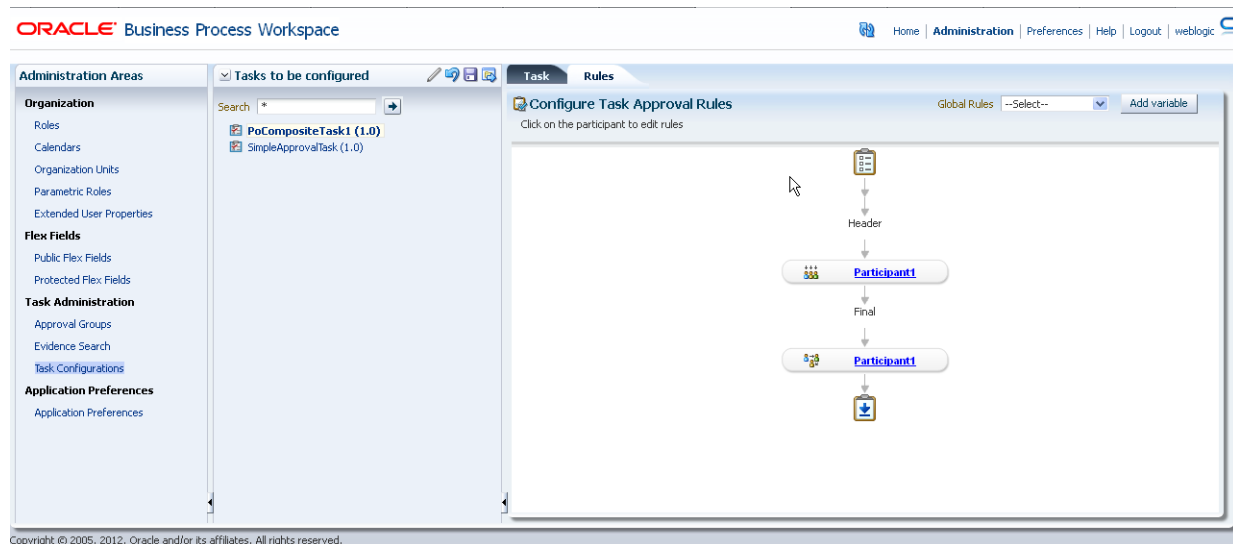 ORACLE Business Process Workspace
Home | Administration | Preferences | Help | Logout | weblogic
Administration Areas
Organization
Roles
Calendars
Organization Units
Parametric Roles
Extended User Properties
Flex Fields
Public Flex Fields
Protected Flex Fields
Task Administration
Approval Groups
Evidence Search
Task Configurations
Application Preferences
Application Preferences
Tasks to be configured
Search *
PoCompositeTask1 (1.0)
SimpleApprovalTask (1.0)
Task Rules
Configure Task Approval Rules
Global Rules --Select-- Add variable
Click on the participant to edit rules
Header
Participant1
Final
Participant1
Copyright © 2005, 2012, Oracle and/or its affiliates. All rights reserved.